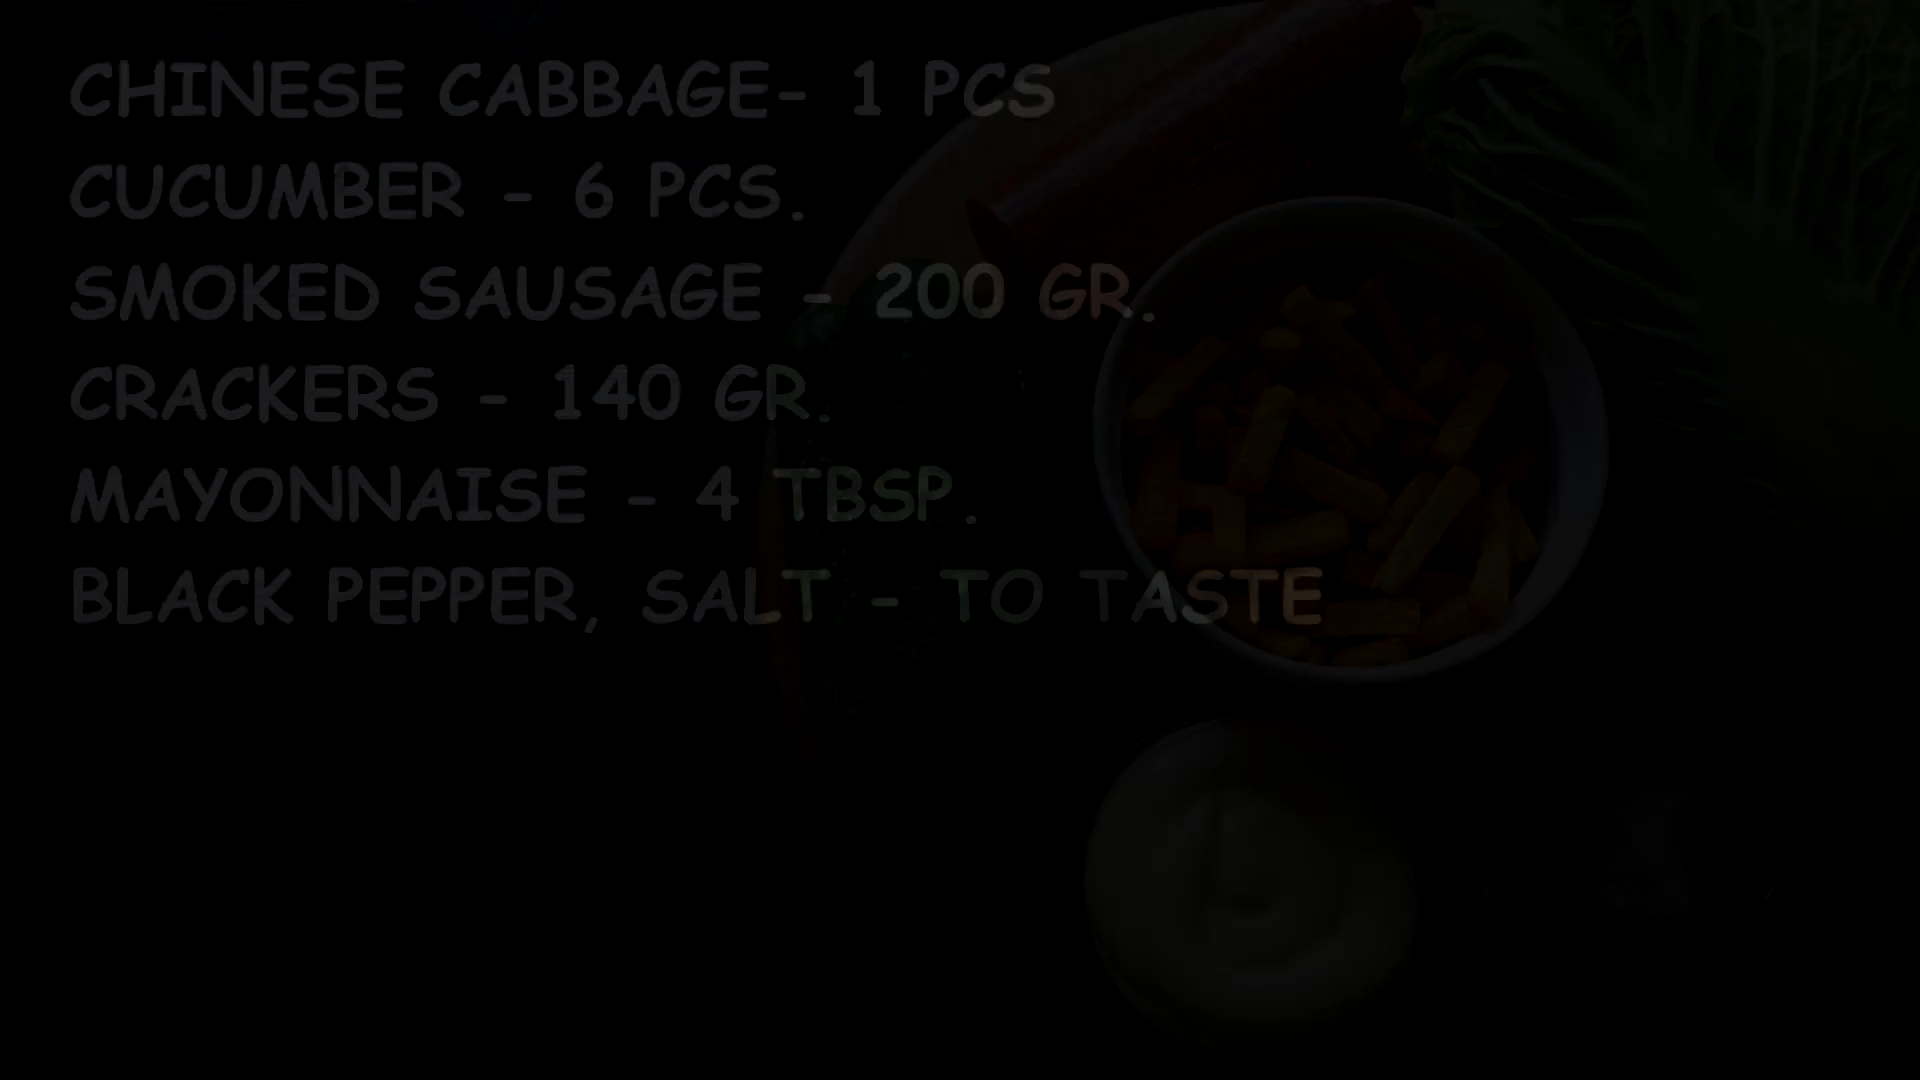 CHINESE CABBAGE- 1 PCS
CUCUMBER - 6 PCS.
SMOKED SAUSAGE - 200 GR.
CRACKERS - 140 GR.
MAYONNAISE - 4 TBSP.
BLACK PEPPER, SALT - TO TASTE